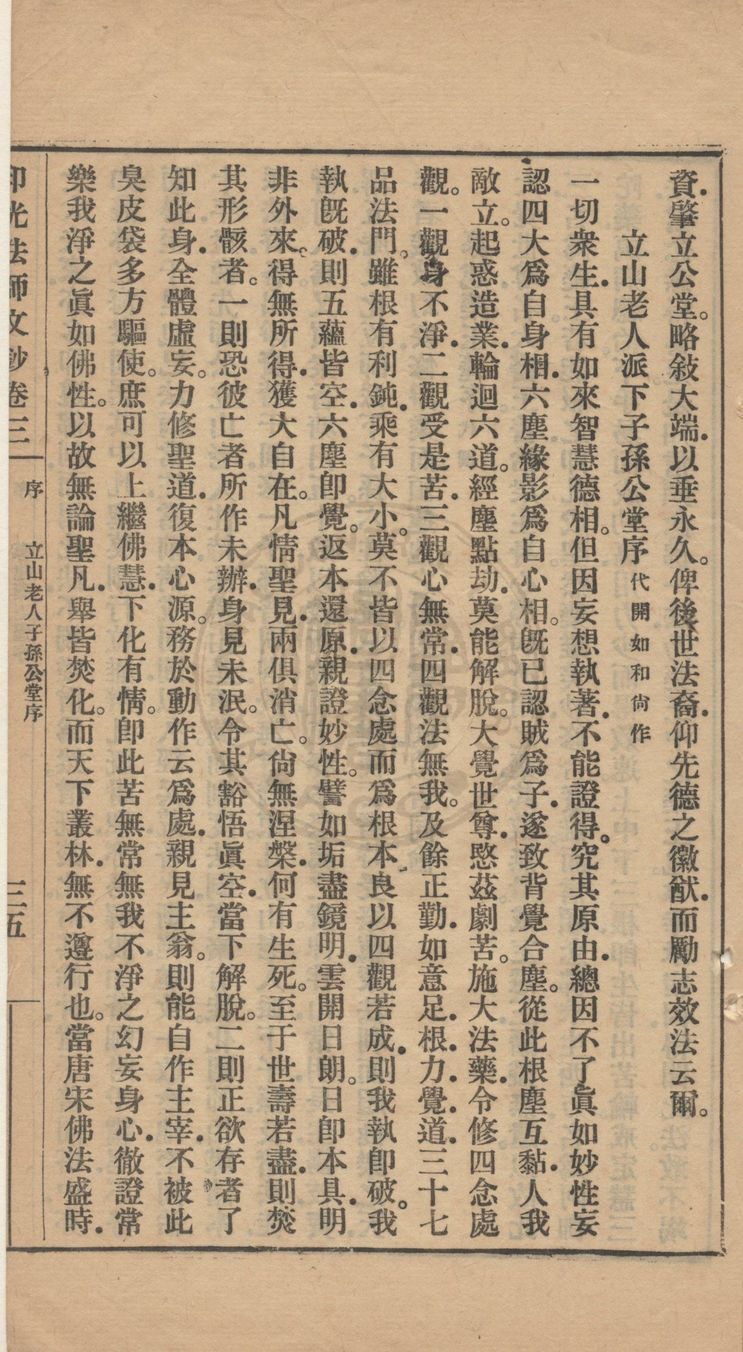 資。肇立公堂。略敍大端。以垂永久。俾後世法裔。仰先德之徽猷。而勵志效法云爾。
立山老人派下子孫公堂序 代開如和尙作
一切衆生。具有如來智慧德相。但因妄想執著。不能證得。究其原由。總因不了眞如妙性。妄
認四大爲自身相。六塵緣影爲自心相。旣已認賊爲子。遂致背覺合塵。從此根塵互黏。人我
敵立。起惑造業。輪迴六道。經塵點劫。莫能解脫。大覺世尊。愍茲劇苦。施大法藥。令修四念處
觀。一觀身不淨。二觀受是苦。三觀心無常。四觀法無我。及餘正勤。如意足。根。力。覺。道。三十七
品法門。雖根有利鈍。乘有大小。莫不皆以四念處而爲根本。良以四觀若成。則我執卽破。我
執旣破。則五蘊皆空。六塵卽覺。返本還原。親證妙性。譬如垢盡鏡明。雲開日朗。日卽本具。明
非外來。得無所得。獲大自在。凡情聖見。兩俱消亡。尙無涅槃。何有生死。至于世壽若盡。則焚
其形骸者。一則恐彼亡者所作未辦。身見未泯。令其豁悟眞空。當下解脫。二則正欲存者了
知此身。全體虛妄。力修聖道。復本心源。務於動作云爲處。親見主翁。則能自作主宰。不被此
臭皮袋多方驅使。庶可以上繼佛慧。下化有情。卽此苦無常無我不淨之幻妄身心。徹證常
樂我淨之眞如佛性。以故無論聖凡。舉皆焚化。而天下叢林。無不遵行也。當唐宋佛法盛時。
印光法師文鈔卷三 序 立山老人子孫公堂序 三五